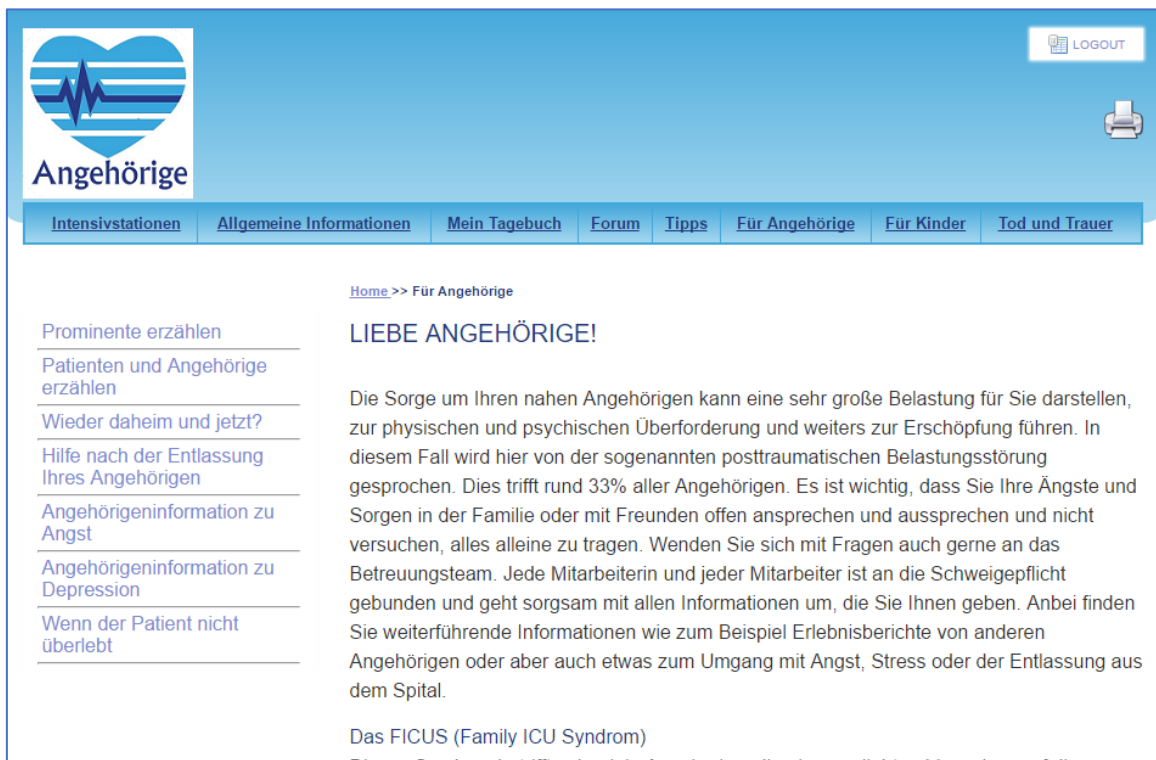 LOGOUT
Angehörige
Intensivstationen Allgemeine Informationen Mein Tagebuch Forum Tipps Für Angehörige Für Kinder Tod und Trauer
Home >> Für Angehörige
Prominente erzählen
Patienten und Angehörige
erzählen
Wieder daheim und jetzt?
Hilfe nach der Entlassung
Ihres Angehörigen
Angehörigeninformation zu
Angst
Angehörigeninformation zu
Depression
Wenn der Patient nicht
überlebt
LIEBE ANGEHÖRIGE!
Die Sorge um Ihren nahen Angehörigen kann eine sehr große Belastung für Sie darstellen,
zur physischen und psychischen Überforderung und weiters zur Erschöpfung führen. In
diesem Fall wird hier von der sogenannten posttraumatischen Belastungsstörung
gesprochen. Dies trifft rund 33% aller Angehörigen. Es ist wichtig, dass Sie Ihre Ängste und
Sorgen in der Familie oder mit Freunden offen ansprechen und aussprechen und nicht
versuchen, alles alleine zu tragen. Wenden Sie sich mit Fragen auch gerne an das
Betreuungsteam. Jede Mitarbeiterin und jeder Mitarbeiter ist an die Schweigepflicht
gebunden und geht sorgsam mit allen Informationen um, die Sie Ihnen geben. Anbei finden
Sie weiterführende Informationen wie zum Beispiel Erlebnisberichte von anderen
Angehörigen oder aber auch etwas zum Umgang mit Angst, Stress oder der Entlassung aus
dem Spital.
Das FICUS (Family ICU Syndrom)